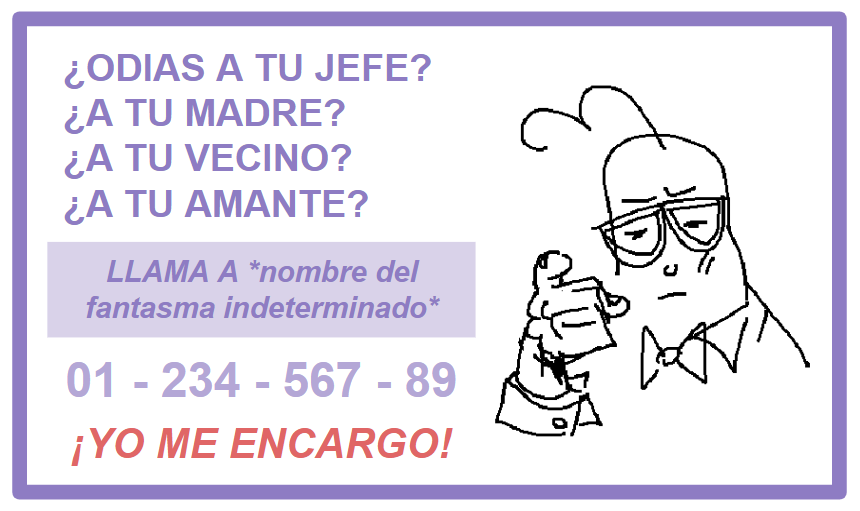 ¿ODIAS A TU JEFE?
¿A TU MADRE?
¿A TU VECINO?
¿A TU AMANTE?
LLAMA A *nombre del
fantasma indeterminado*
01 - 234 - 567 - 89
¡YO ME ENCARGO!